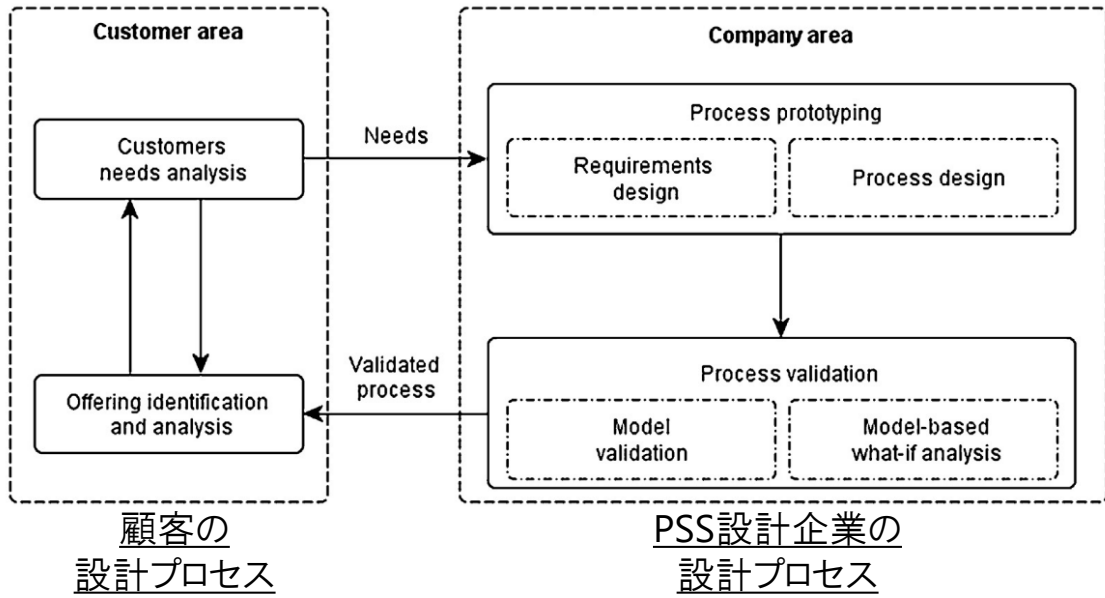 Customer area
Customers
needs analysis
Offering identification
and analysis
Needs
Validated
process
Company area
Process prototyping
Requirements
design
Process design
Process validation
Model
validation
Model-based
what-if analysis
顧客の
設計プロセス
PSS設計企業の
設計プロセス